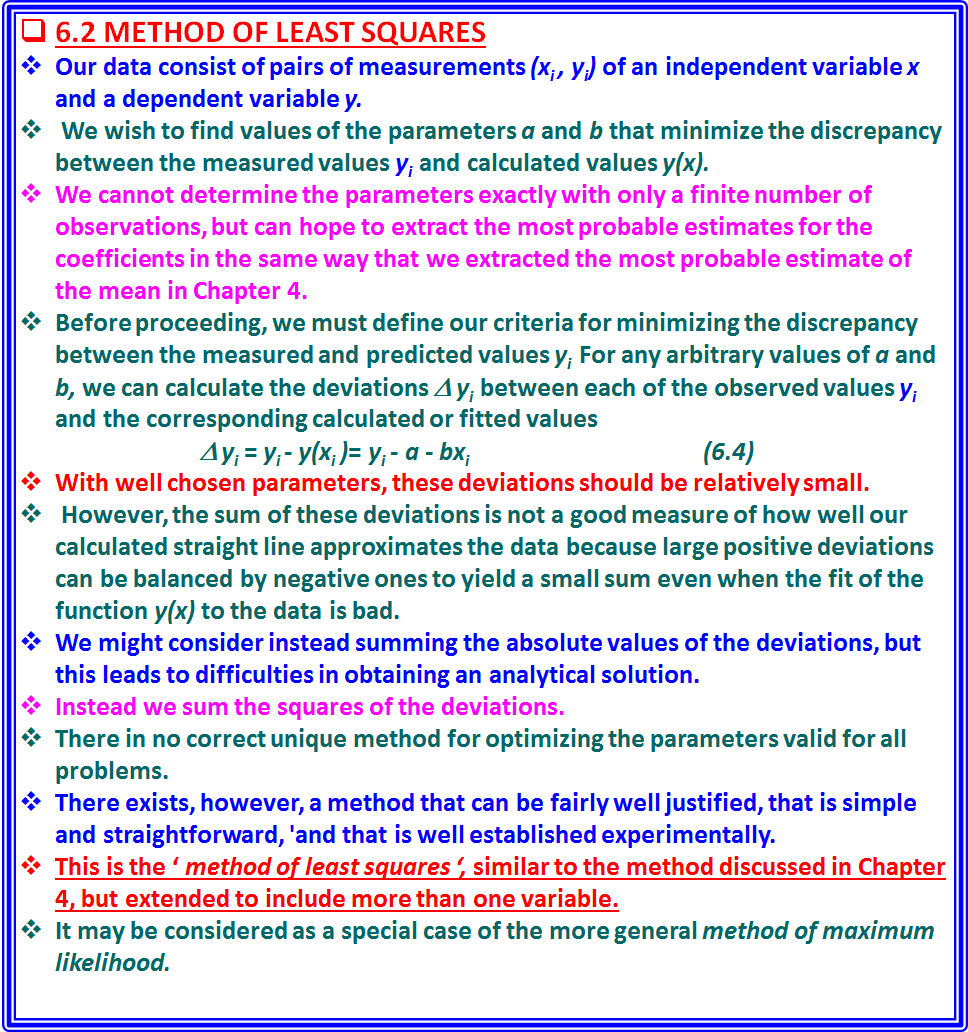 6.2 METHOD OF LEAST SQUARES
Our data consist of pairs of measurements (xi , yi) of an independent variable x
and a dependent variable y.
We wish to find values of the parameters a and b that minimize the discrepancy
between the measured values yi and calculated values y(x).
We cannot determine the parameters exactly with only a finite number of
observations, but can hope to extract the most probable estimates for the
coefficients in the same way that we extracted the most probable estimate of
the mean in Chapter 4.
Before proceeding, we must define our criteria for minimizing the discrepancy
between the measured and predicted values yi For any arbitrary values of a and
b, we can calculate the deviations Δyi between each of the observed values yi
and the corresponding calculated or fitted values
Δyi = yi - y(xi )= yi - a - bxi (6.4)
With well chosen parameters, these deviations should be relatively small.
However, the sum of these deviations is not a good measure of how well our
calculated straight line approximates the data because large positive deviations
can be balanced by negative ones to yield a small sum even when the fit of the
function y(x) to the data is bad.
We might consider instead summing the absolute values of the deviations, but
this leads to difficulties in obtaining an analytical solution.
Instead we sum the squares of the deviations.
There in no correct unique method for optimizing the parameters valid for all
problems.
There exists, however, a method that can be fairly well justified, that is simple
and straightforward, 'and that is well established experimentally.
This is the ‘ method of least squares ‘, similar to the method discussed in Chapter
4, but extended to include more than one variable.
It may be considered as a special case of the more general method of maximum
likelihood.